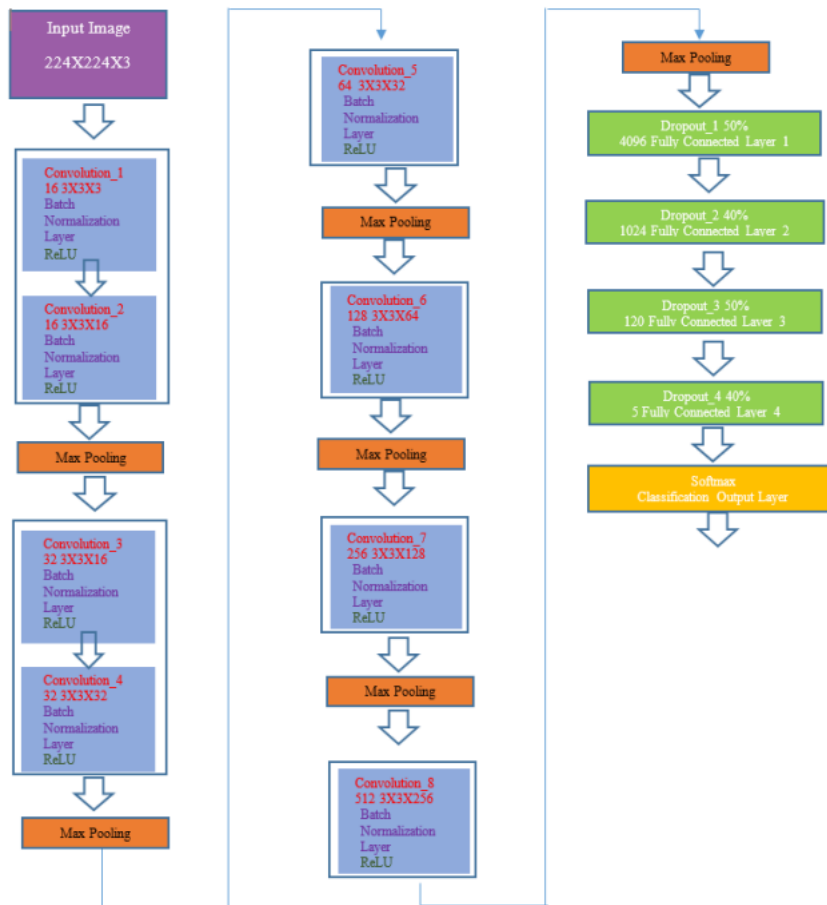 Input Image
224X224X3
Convolution_1
16 3X3X3
Batch
Normalization
Layer
ReLU
Convolution_2
16 3X3X16
Batch
Normalization
Layer
ReLU
Max Pooling
Convolution_3
32 3X3X16
Batch
Normalization
Layer
ReLU
Convolution_4
32 3X3X32
Batch
Normalization
Layer
ReLU
Max Pooling
Convolution_5
64 3X3X32
Batch
Normalization
Layer
ReLU
Max Pooling
Convolution_6
128 3X3X64
Batch
Normalization
Layer
ReLU
Max Pooling
Convolution_7
256 3X3X128
Batch
Normalization
Layer
ReLU
Max Pooling
Convolution_8
512 3X3X256
Batch
Normalization
Layer
ReLU
Max Pooling
Dropout_1 50%
4096 Fully Connected Layer 1
Dropout_2 40%
1024 Fully Connected Layer 2
Dropout_3 50%
120 Fully Connected Layer 3
Dropout_4 40%
5 Fully Connected Layer 4
Softmax
Classification Output Layer